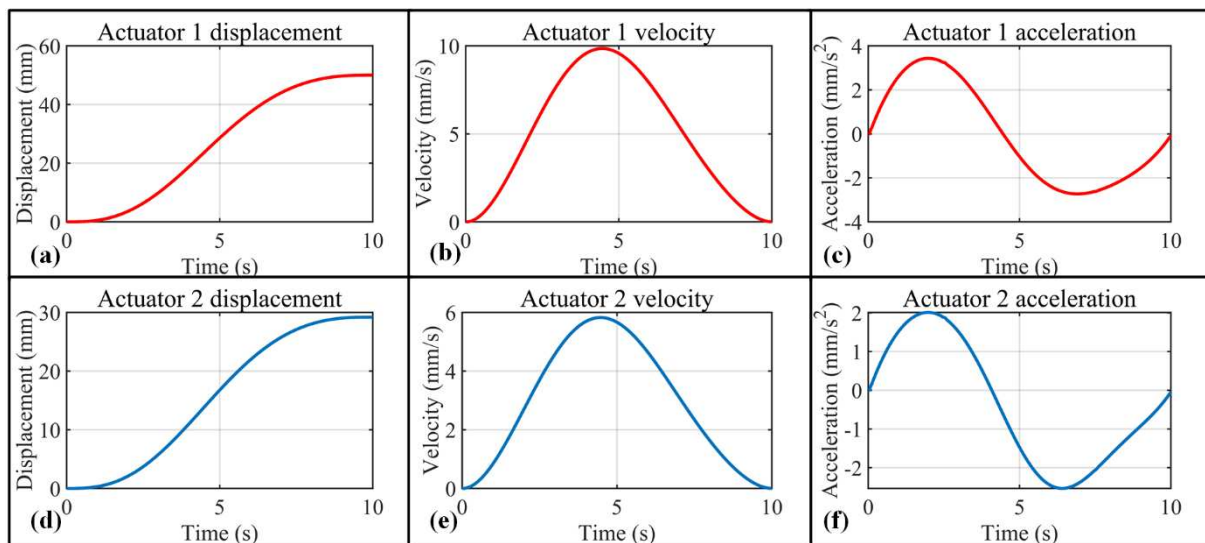 Actuator 1 displacement
Displacement (mm)
60
40
20
0
0 5 10
Time (s)
(a)
Actuator 1 velocity
Velocity (mm/s)
10
5
0
0 5 10
Time (s)
(b)
Actuator 1 acceleration
Acceleration (mm/s²)
4
2
0
-2
-4
0 5 10
Time (s)
(c)
Actuator 2 displacement
Displacement (mm)
30
20
10
0
0 5 10
Time (s)
(d)
Actuator 2 velocity
Velocity (mm/s)
6
4
2
0
0 5 10
Time (s)
(e)
Actuator 2 acceleration
Acceleration (mm/s²)
2
1
0
-1
-2
0 5 10
Time (s)
(f)